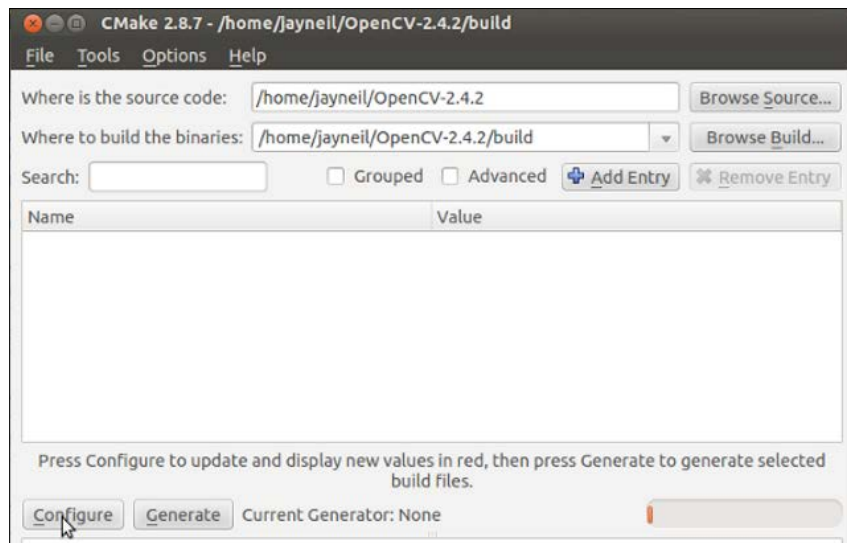 CMake 2.8.7 - /home/jayneil/OpenCV-2.4.2/build
File Tools Options Help
Where is the source code: /home/jayneil/OpenCV-2.4.2 Browse Source...
Where to build the binaries: /home/jayneil/OpenCV-2.4.2/build Browse Build...
Search: Grouped Advanced Add Entry Remove Entry
Name Value
Press Configure to update and display new values in red, then press Generate to generate selected
build files.
Configure Generate Current Generator: None